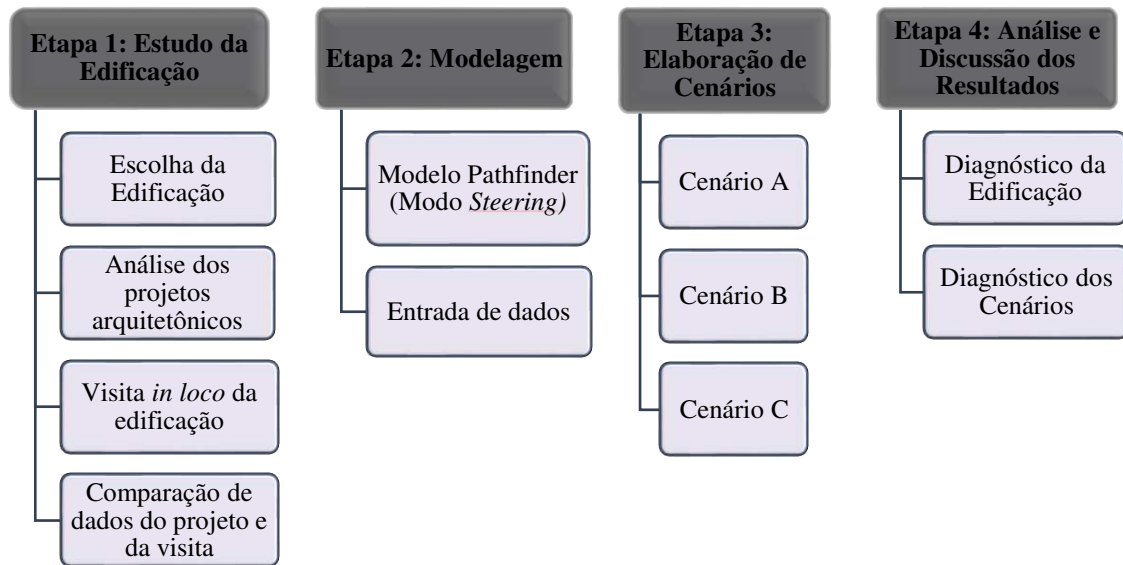 Etapa 1: Estudo da
Edificação
Escolha da
Edificação
Análise dos
projetos
arquitetônicos
Visita in loco da
edificação
Comparação de
dados do projeto e
da visita
Etapa 2: Modelagem
Modelo Pathfinder
(Modo Steering)
Entrada de dados
Etapa 3:
Elaboração de
Cenários
Cenário A
Cenário B
Cenário C
Etapa 4: Análise e
Discussão dos
Resultados
Diagnóstico da
Edificação
Diagnóstico dos
Cenários